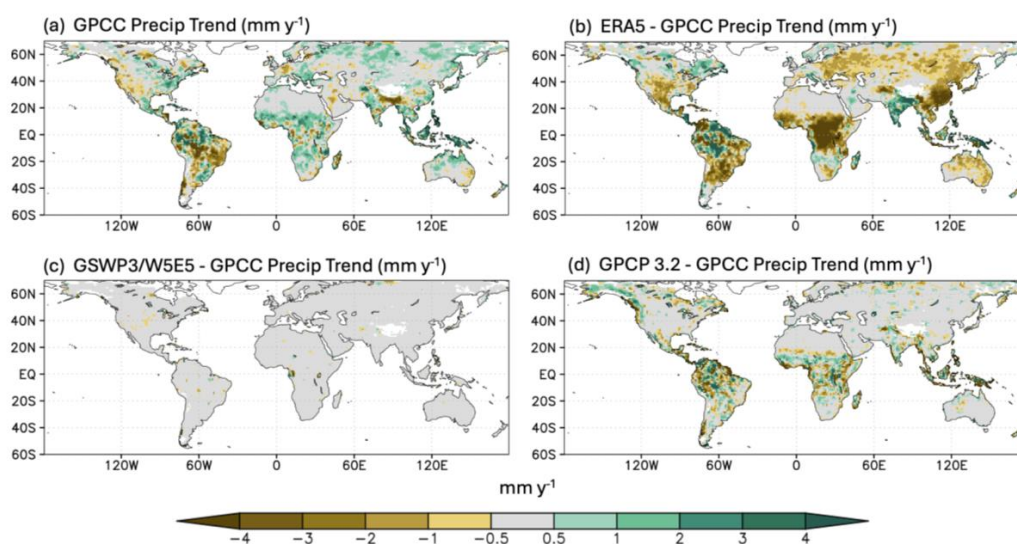 (a) GPCC Precip Trend (mm y⁻¹)
(b) ERA5 - GPCC Precip Trend (mm y⁻¹)
60N
40N
20N
EQ
20S
40S
60S
120W 60W 0 60E 120E
60N
40N
20N
EQ
20S
40S
60S
120W 60W 0 60E 120E
(c) GSWP3/W5E5 - GPCC Precip Trend (mm y⁻¹)
(d) GPCP 3.2 - GPCC Precip Trend (mm y⁻¹)
60N
40N
20N
EQ
20S
40S
60S
120W 60W 0 60E 120E
60N
40N
20N
EQ
20S
40S
60S
120W 60W 0 60E 120E
mm y⁻¹
−4 −3 −2 −1 −0.5 0.5 1 2 3 4